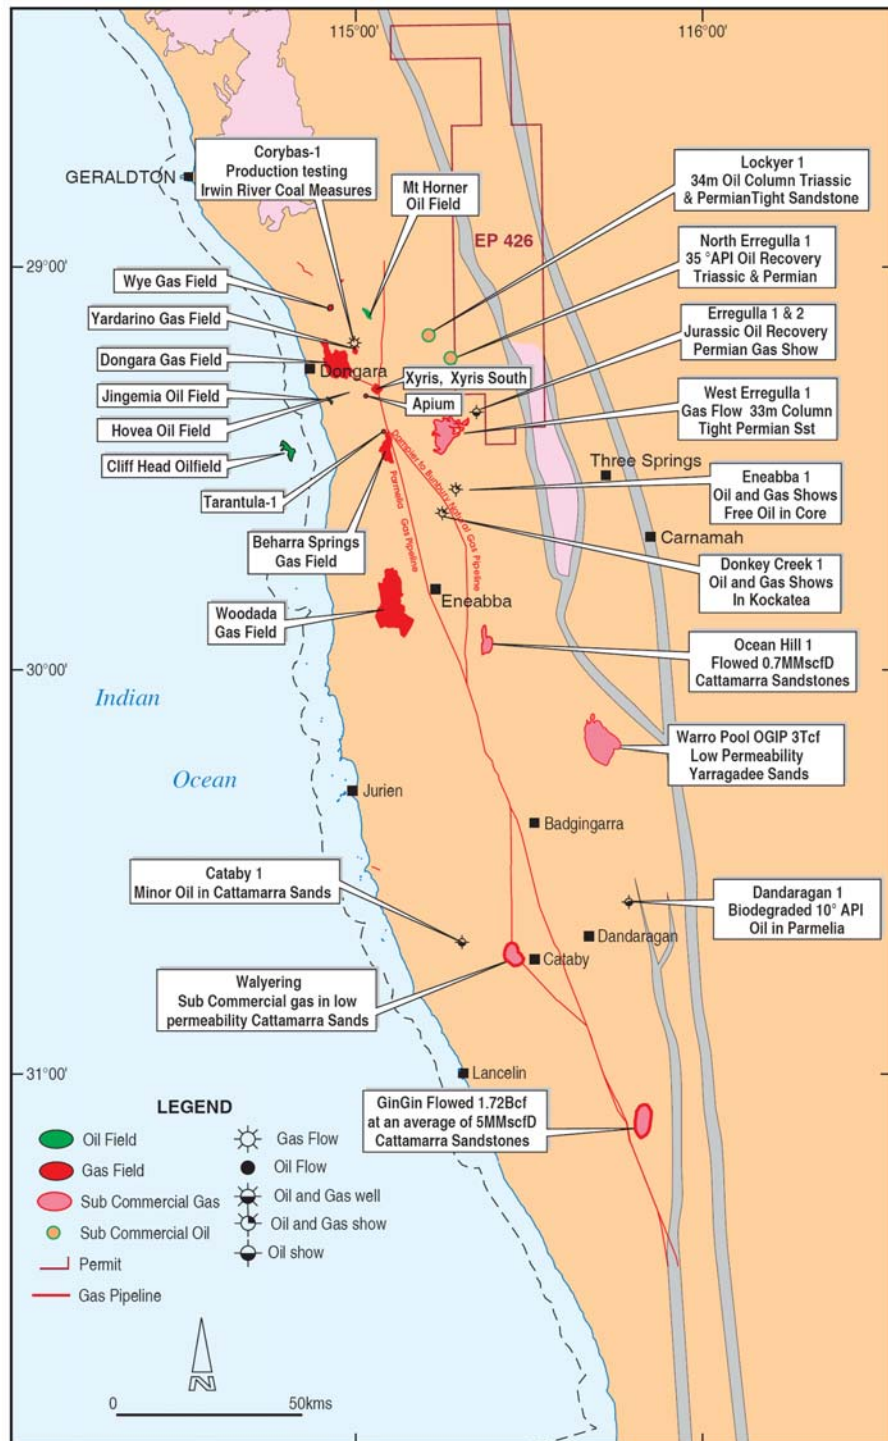 115°00'
116°00'
GERALDTON
Corybas-1
Production testing
Irwin River Coal Measures
Mt Horner
Oil Field
Lockyer 1
34m Oil Column Triassic
& PermianTight Sandstone
EP 426
North Erregulla 1
35 °API Oil Recovery
Triassic & Permian
29°00'
Wye Gas Field
Yardarino Gas Field
Erregulla 1 & 2
Jurassic Oil Recovery
Permian Gas Show
Dongara Gas Field
Dongara
Xyris, Xyris South
Jingemia Oil Field
Apium
West Erregulla 1
Gas Flow 33m Column
Tight Permian Sst
Hovea Oil Field
Cliff Head Oilfield
Three Springs
Tarantula-1
Dampier to Bunbury Natural Gas Pipeline
Parmelia Gas Pipeline
Eneabba 1
Oil and Gas Shows
Free Oil in Core
Beharra Springs
Gas Field
Carnamah
Donkey Creek 1
Oil and Gas Shows
In Kockatea
Eneabba
Woodada
Gas Field
Ocean Hill 1
Flowed 0.7MMscfD
Cattamarra Sandstones
30°00'
Indian
Ocean
Warro Pool OGIP 3Tcf
Low Permeability
Yarragadee Sands
Jurien
Badgingarra
Cataby 1
Minor Oil in Cattamarra Sands
Dandaragan 1
Biodegraded 10° API
Oil in Parmelia
Dandaragan
Cataby
Walyering
Sub Commercial gas in low
permeability Cattamarra Sands
31°00'
Lancelin
GinGin Flowed 1.72Bcf
at an average of 5MMscfD
Cattamarra Sandstones
LEGEND
Oil Field
Gas Field
Sub Commercial Gas
Sub Commercial Oil
Permit
Gas Pipeline
Gas Flow
Oil Flow
Oil and Gas well
Oil and Gas show
Oil show
N
0
50kms